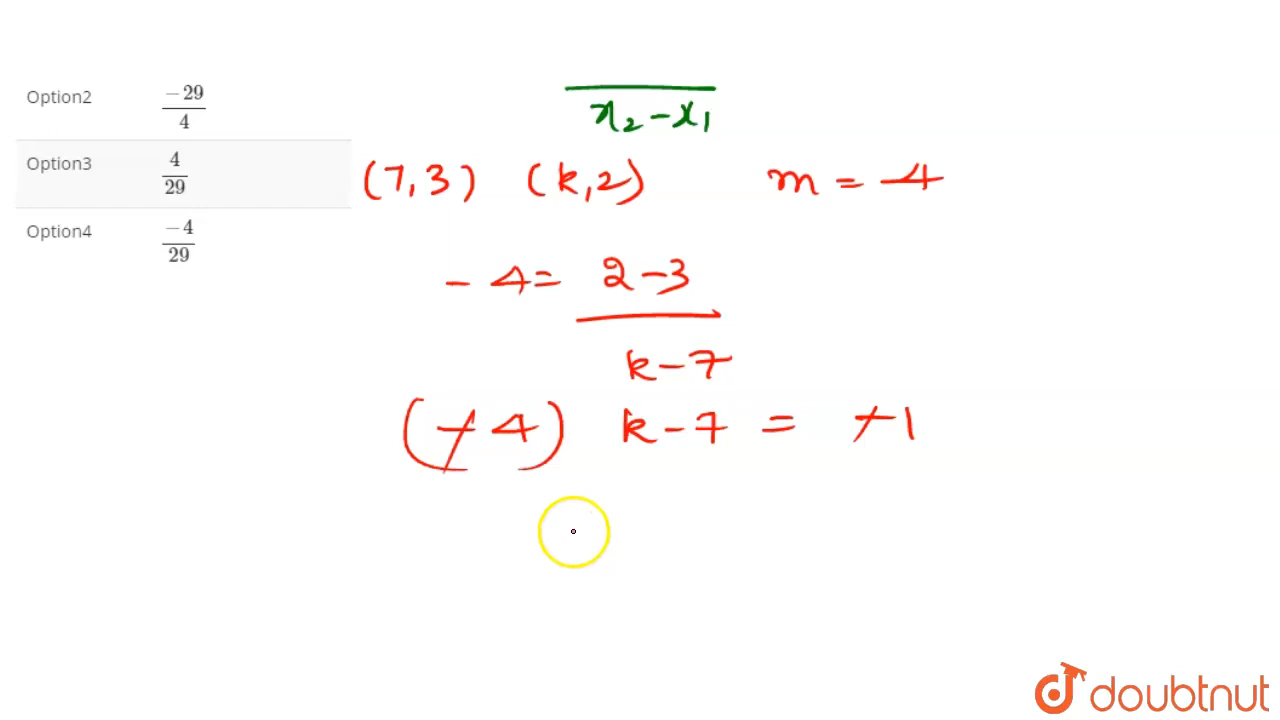 Option2 -29/4
x₂ - x₁
Option3 4/29
(7,3) (k,2) m = -4
Option4 -4/29
- 4 = 2-3
k-7
(-4) k-7 = -1
doubtnut